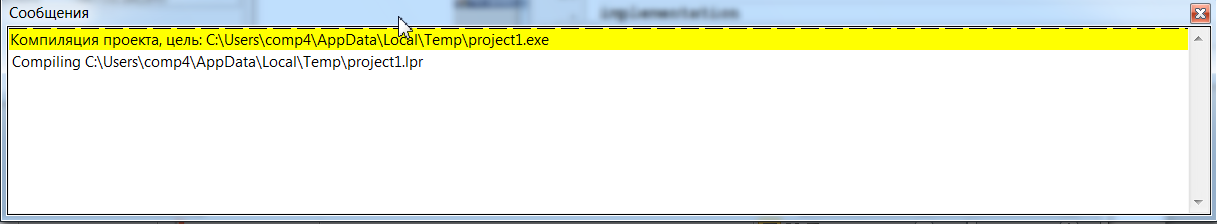 Сообщения
implementation
Компиляция проекта, цель: C:\Users\comp4\AppData\Local\Temp\project1.exe
Compiling C:\Users\comp4\AppData\Local\Temp\project1.lpr